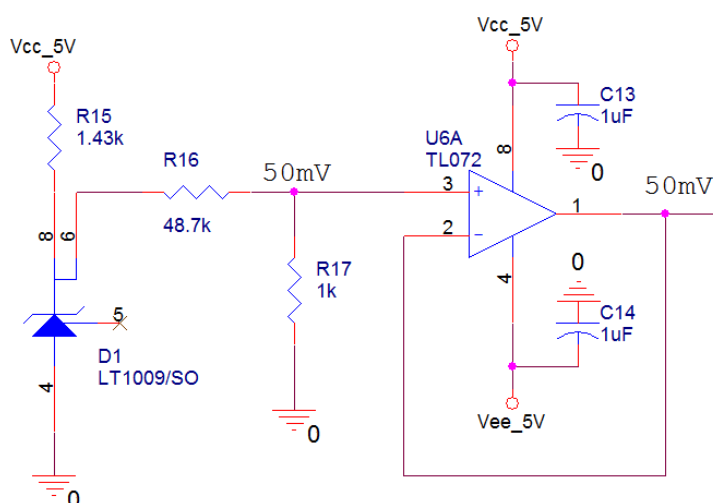 Vcc_5V
Vcc_5V
R15
1.43k
C13
1uF
U6A
TL072
8
0
R16
50mV
50mV
48.7k
3
+
1
8
6
2
-
R17
1k
4
0
5
C14
1uF
D1
LT1009/SO
4
Vee_5V
0
0